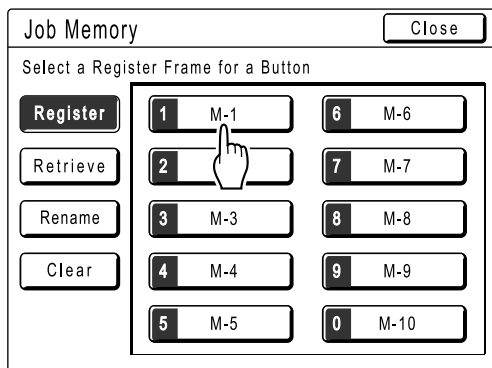 Job Memory
Close
Select a Register Frame for a Button
Register
Retrieve
Rename
Clear
1 M-1
2
3 M-3
4 M-4
5 M-5
6 M-6
7 M-7
8 M-8
9 M-9
0 M-10